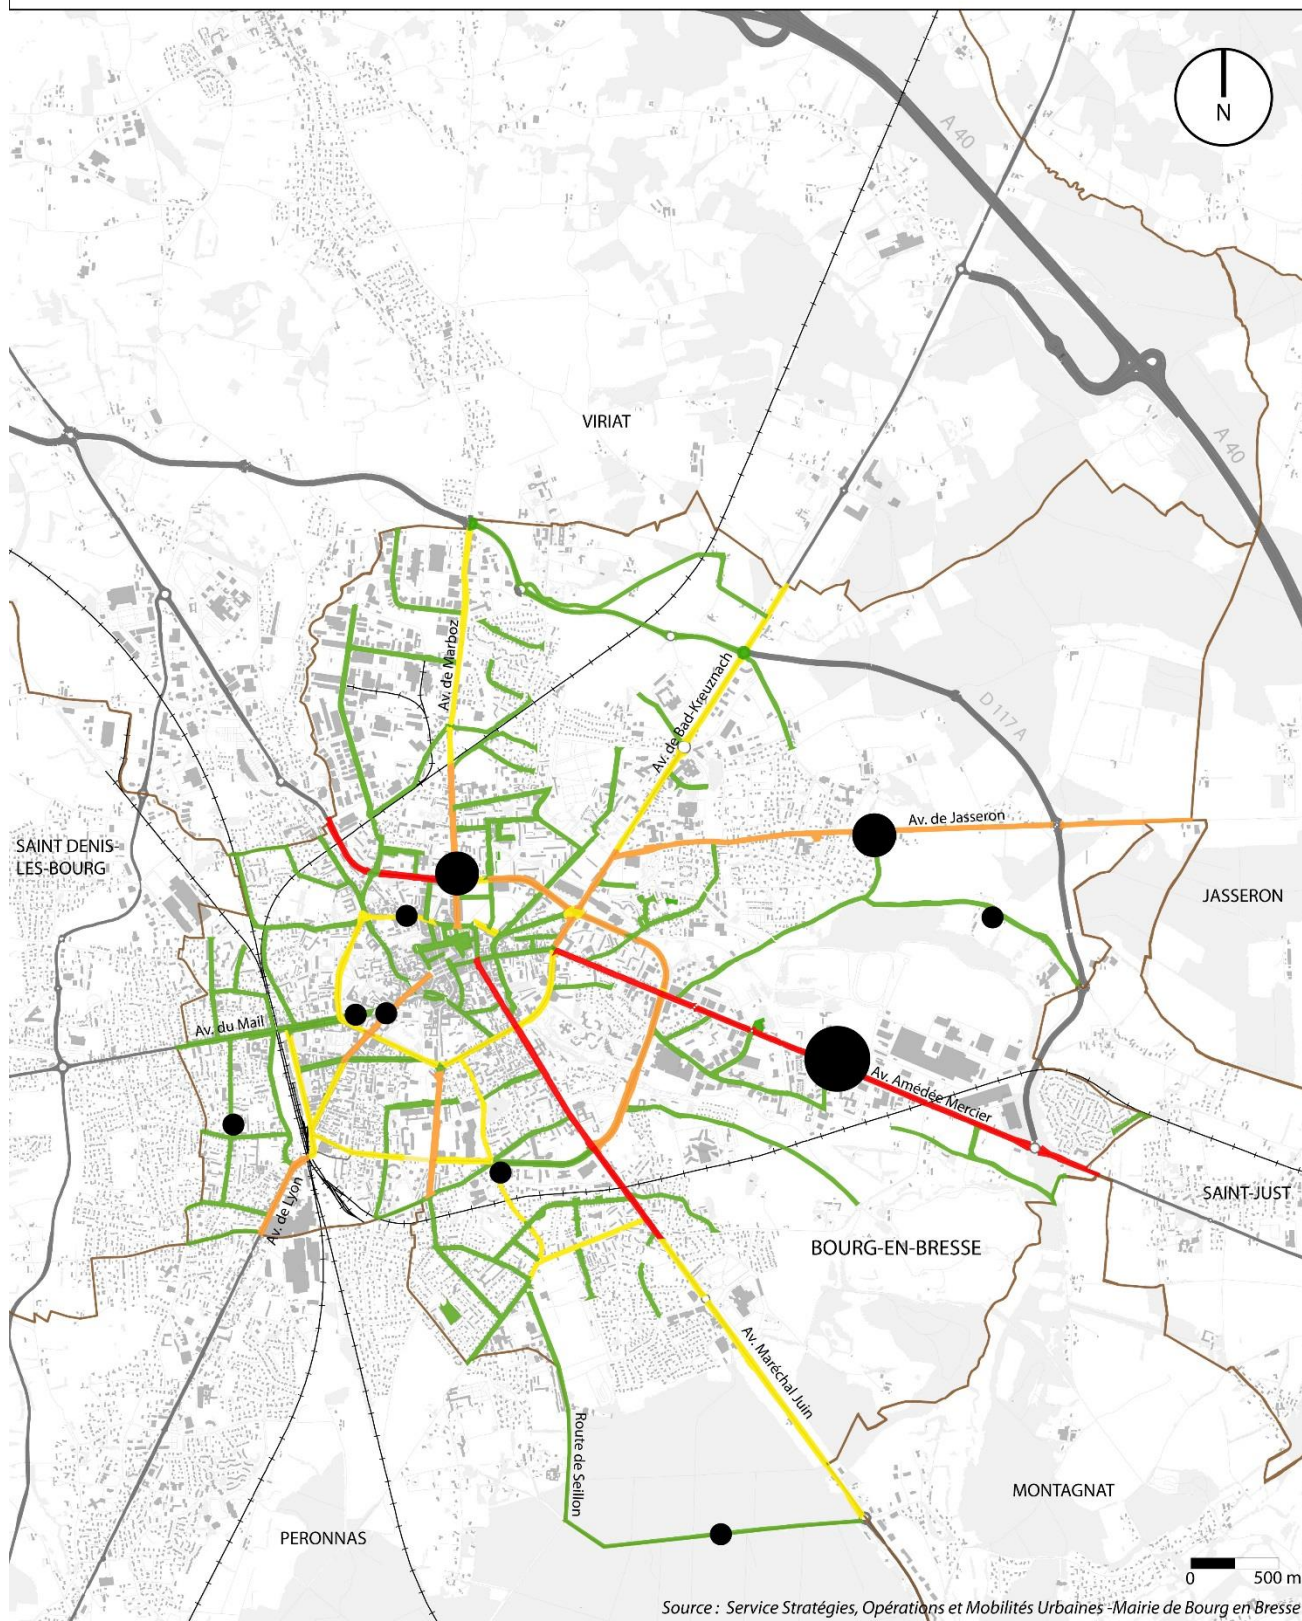 N
A 40
VIRIAT
A 40
Av. de Marboz
Av. de Bad-Kreuznach
D 117 A
SAINT DENIS-
LES-BOURG
Av. de Jasseron
JASSERON
Av. du Mail
Av. Amédée Mercier
Av. de Lyon
SAINT-JUST
BOURG-EN-BRESSE
Av. Maréchal Juin
Route de Seillon
MONTAGNAT
PERONNAS
0 500 m
Source : Service Stratégies, Opérations et Mobilités Urbaines -Mairie de Bourg en Bresse